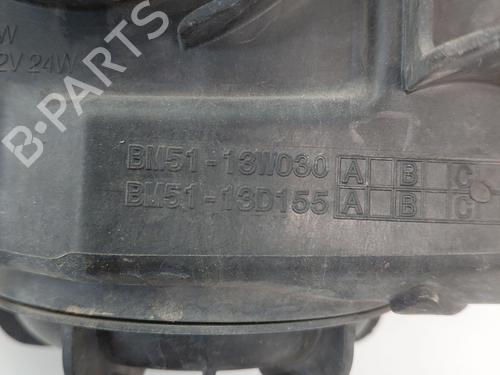 W
2V 24W
BM51-13W030 A B C
BM51-13D155 A B C
B-PARTS